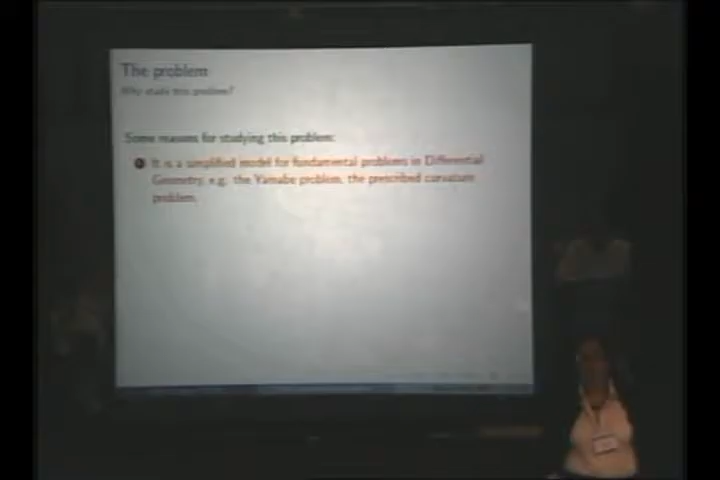 The problem
Why study this problem?
Some reasons for studying this problem:
It is a simplified model for fundamental problems in Differential
Geometry, e.g. the Yamabe problem, the prescribed curvature
problem.